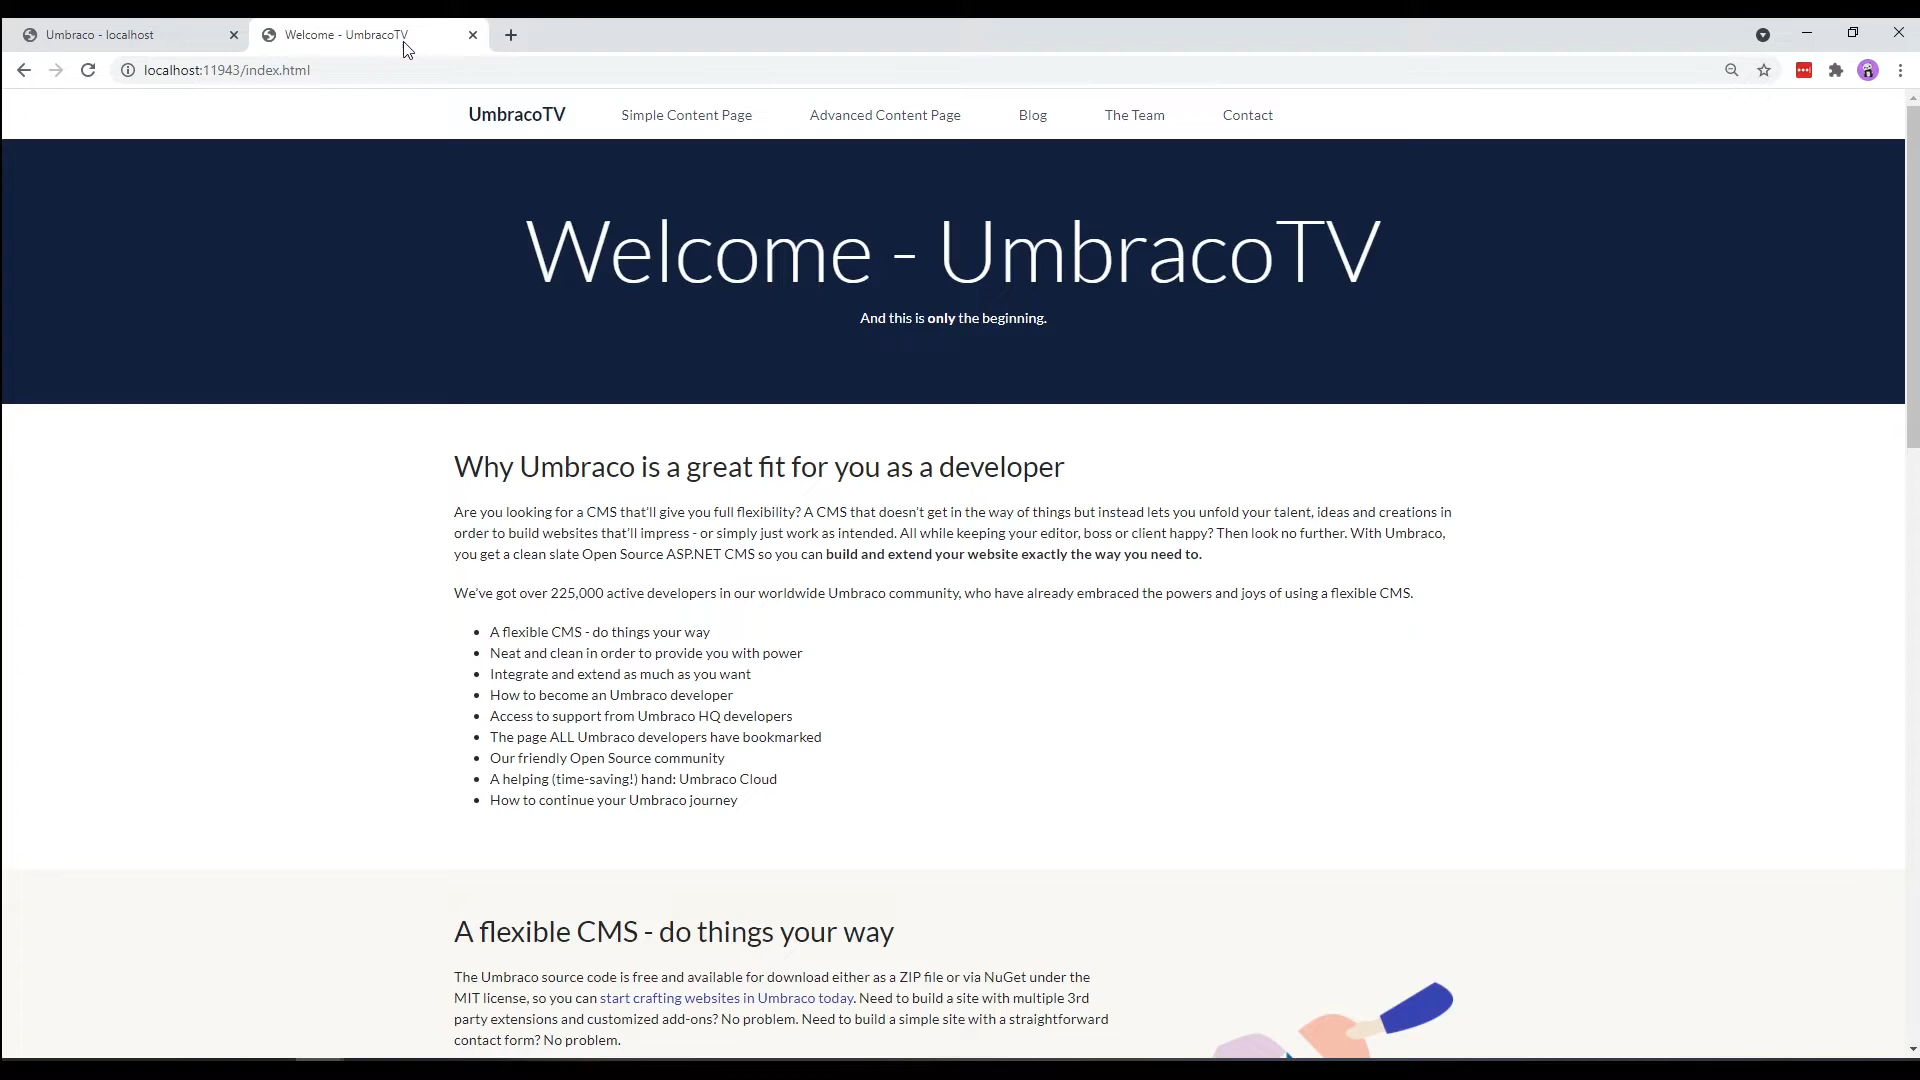 Umbraco - localhost
Welcome - UmbracoTV
localhost:11943/index.html
UmbracoTV Simple Content Page Advanced Content Page Blog The Team Contact
Welcome - UmbracoTV
And this is only the beginning.
Why Umbraco is a great fit for you as a developer
Are you looking for a CMS that'll give you full flexibility? A CMS that doesn't get in the way of things but instead lets you unfold your talent, ideas and creations in
order to build websites that'll impress - or simply just work as intended. All while keeping your editor, boss or client happy? Then look no further. With Umbraco,
you get a clean slate Open Source ASP.NET CMS so you can build and extend your website exactly the way you need to.
We've got over 225,000 active developers in our worldwide Umbraco community, who have already embraced the powers and joys of using a flexible CMS.
• A flexible CMS - do things your way
• Neat and clean in order to provide you with power
• Integrate and extend as much as you want
• How to become an Umbraco developer
• Access to support from Umbraco HQ developers
• The page ALL Umbraco developers have bookmarked
• Our friendly Open Source community
• A helping (time-saving!) hand: Umbraco Cloud
• How to continue your Umbraco journey
A flexible CMS - do things your way
The Umbraco source code is free and available for download either as a ZIP file or via NuGet under the
MIT license, so you can start crafting websites in Umbraco today. Need to build a site with multiple 3rd
party extensions and customized add-ons? No problem. Need to build a simple site with a straightforward
contact form? No problem.